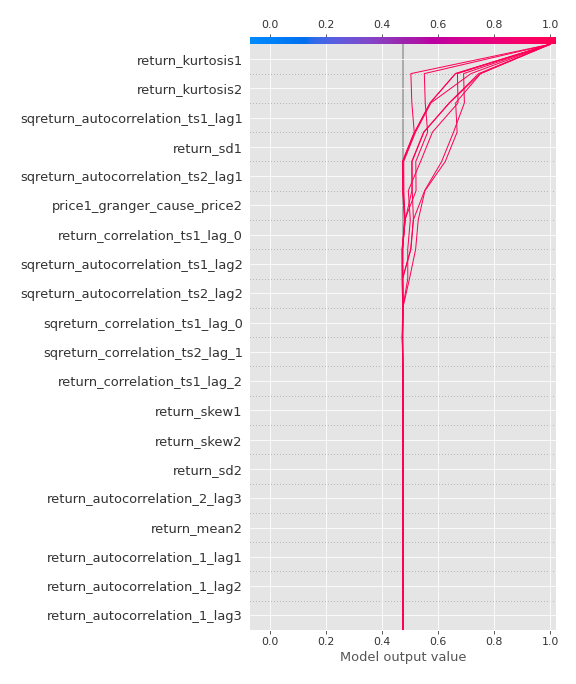 0.0 0.2 0.4 0.6 0.8 1.0
return_kurtosis1
return_kurtosis2
sqreturn_autocorrelation_ts1_lag1
return_sd1
sqreturn_autocorrelation_ts2_lag1
price1_granger_cause_price2
return_correlation_ts1_lag_0
sqreturn_autocorrelation_ts1_lag2
sqreturn_autocorrelation_ts2_lag2
sqreturn_correlation_ts1_lag_0
sqreturn_correlation_ts2_lag_1
return_correlation_ts1_lag_2
return_skew1
return_skew2
return_sd2
return_autocorrelation_2_lag3
return_mean2
return_autocorrelation_1_lag1
return_autocorrelation_1_lag2
return_autocorrelation_1_lag3
0.0 0.2 0.4 0.6 0.8 1.0
Model output value